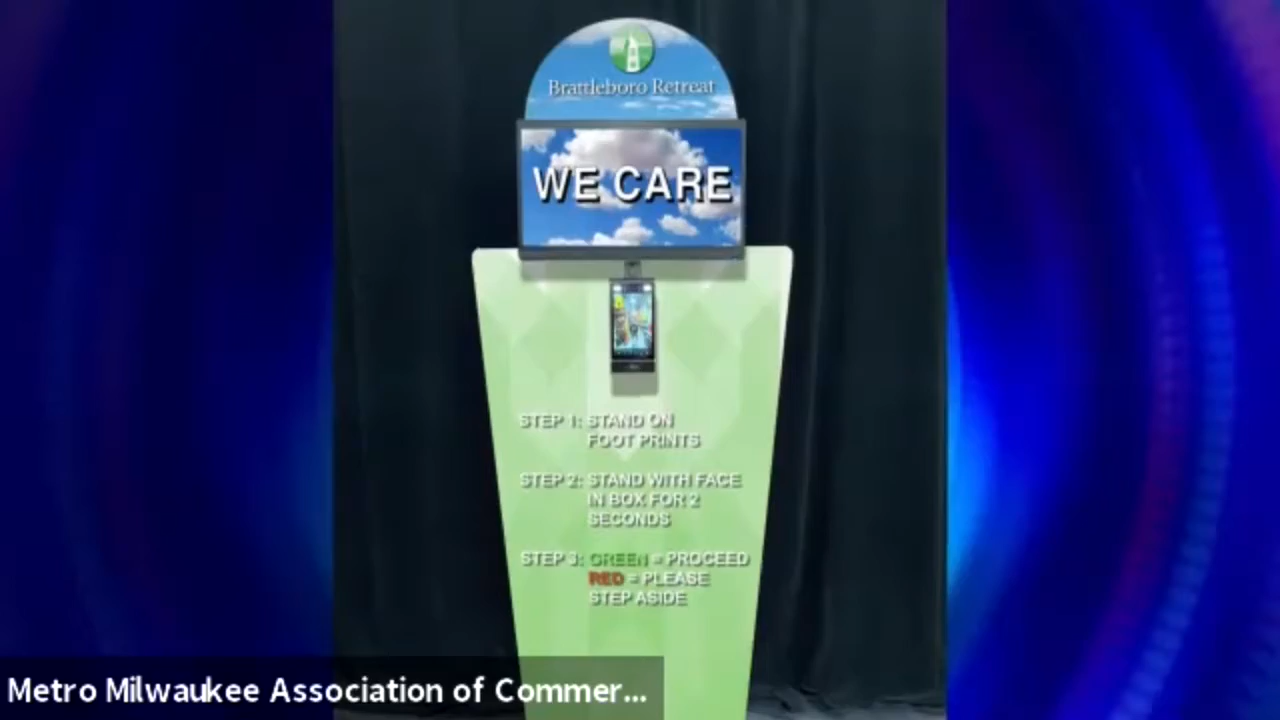 Brattleboro Retreat
WE CARE
STEP 1: STAND ON
FOOT PRINTS
STEP 2: STAND WITH FACE
IN BOX FOR 2
SECONDS
STEP 3: GREEN = PROCEED
RED = PLEASE
STEP ASIDE
Metro Milwaukee Association of Commer...